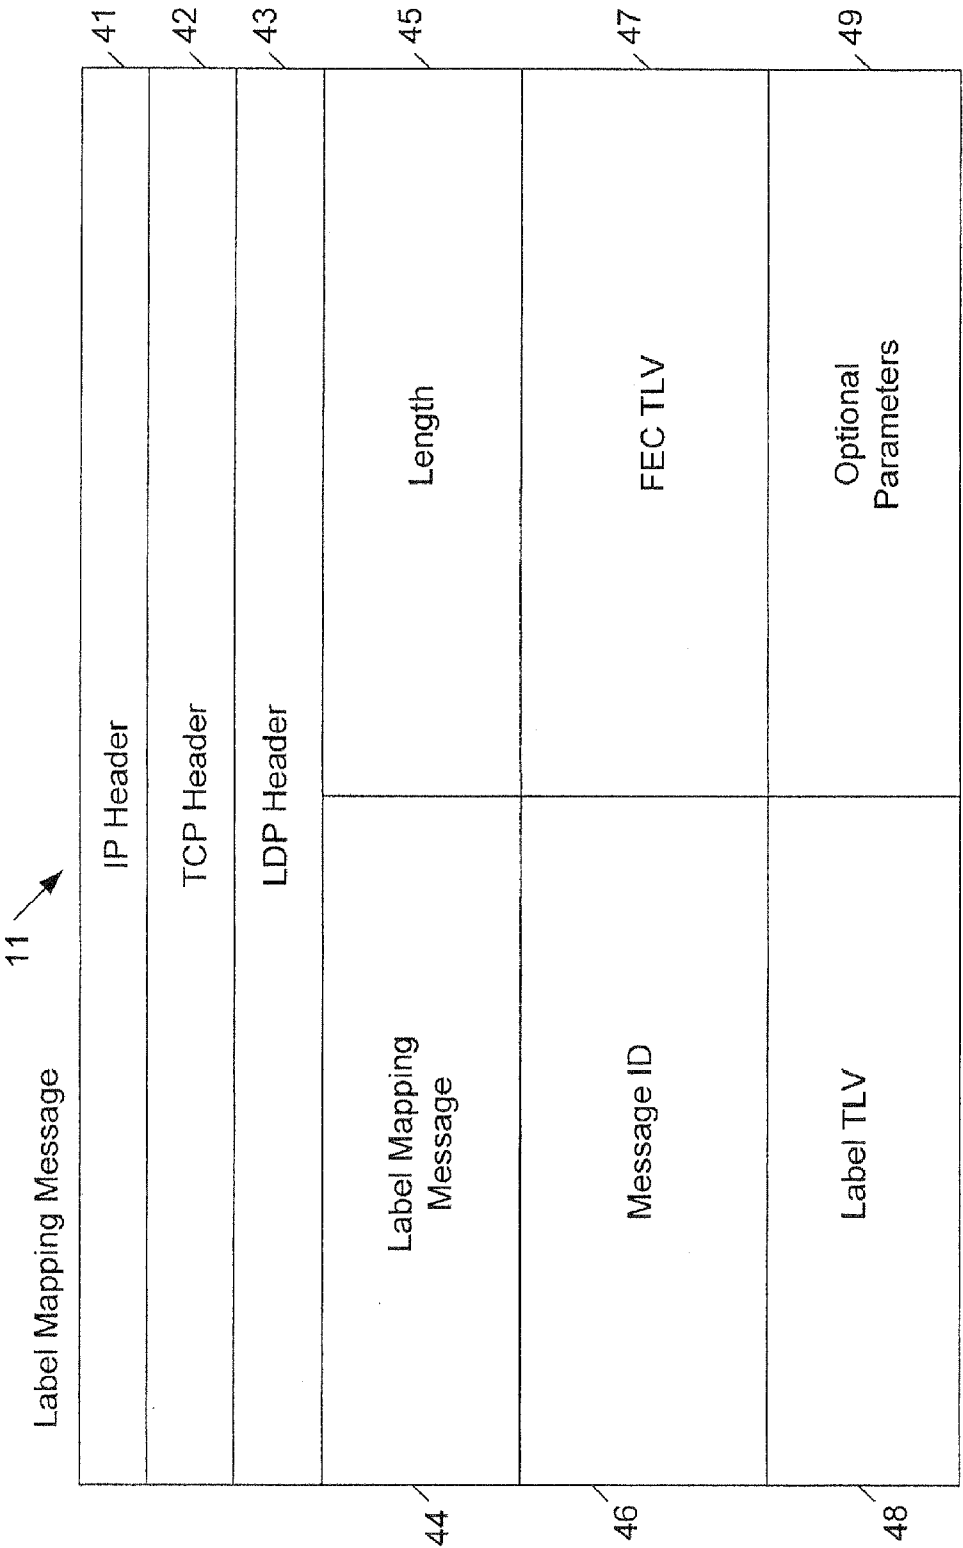 Label Mapping Message
11
IP Header
41
TCP Header
42
LDP Header
43
44
Label Mapping
Message
Length
45
46
Message ID
FEC TLV
47
48
Label TLV
Optional
Parameters
49